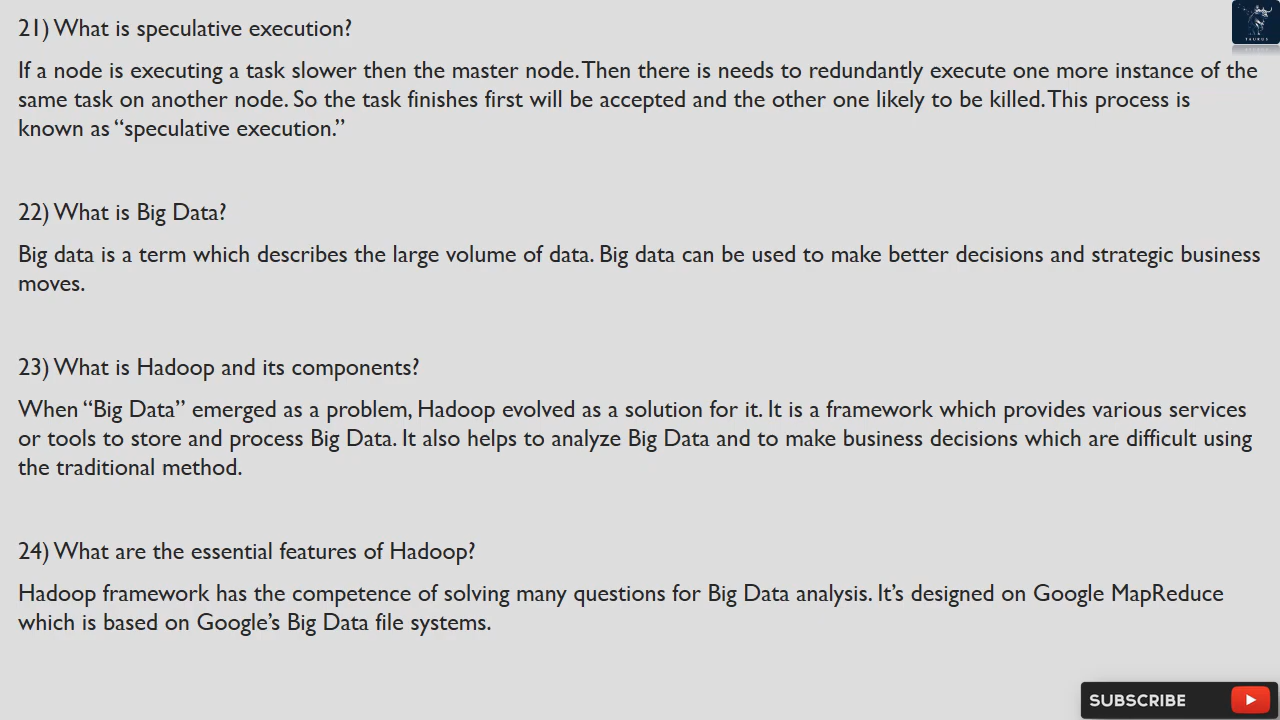 21) What is speculative execution?
If a node is executing a task slower then the master node. Then there is needs to redundantly execute one more instance of the
same task on another node. So the task finishes first will be accepted and the other one likely to be killed. This process is
known as “speculative execution.”
22) What is Big Data?
Big data is a term which describes the large volume of data. Big data can be used to make better decisions and strategic business
moves.
23) What is Hadoop and its components?
When “Big Data” emerged as a problem, Hadoop evolved as a solution for it. It is a framework which provides various services
or tools to store and process Big Data. It also helps to analyze Big Data and to make business decisions which are difficult using
the traditional method.
24) What are the essential features of Hadoop?
Hadoop framework has the competence of solving many questions for Big Data analysis. It’s designed on Google MapReduce
which is based on Google’s Big Data file systems.
TAURUS
SUBSCRIBE